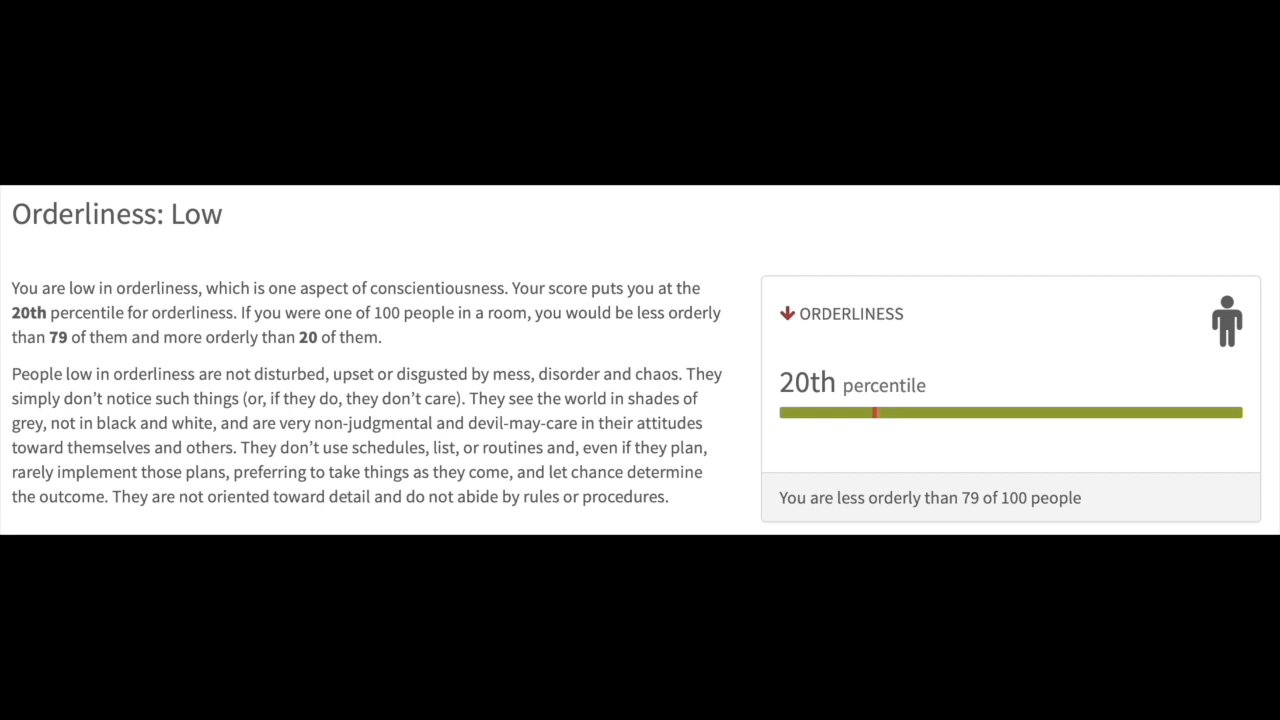 Orderliness: Low
You are low in orderliness, which is one aspect of conscientiousness. Your score puts you at the
20th percentile for orderliness. If you were one of 100 people in a room, you would be less orderly
than 79 of them and more orderly than 20 of them.
People low in orderliness are not disturbed, upset or disgusted by mess, disorder and chaos. They
simply don’t notice such things (or, if they do, they don’t care). They see the world in shades of
grey, not in black and white, and are very non-judgmental and devil-may-care in their attitudes
toward themselves and others. They don’t use schedules, list, or routines and, even if they plan,
rarely implement those plans, preferring to take things as they come, and let chance determine
the outcome. They are not oriented toward detail and do not abide by rules or procedures.
ORDERLINESS
20th percentile
You are less orderly than 79 of 100 people